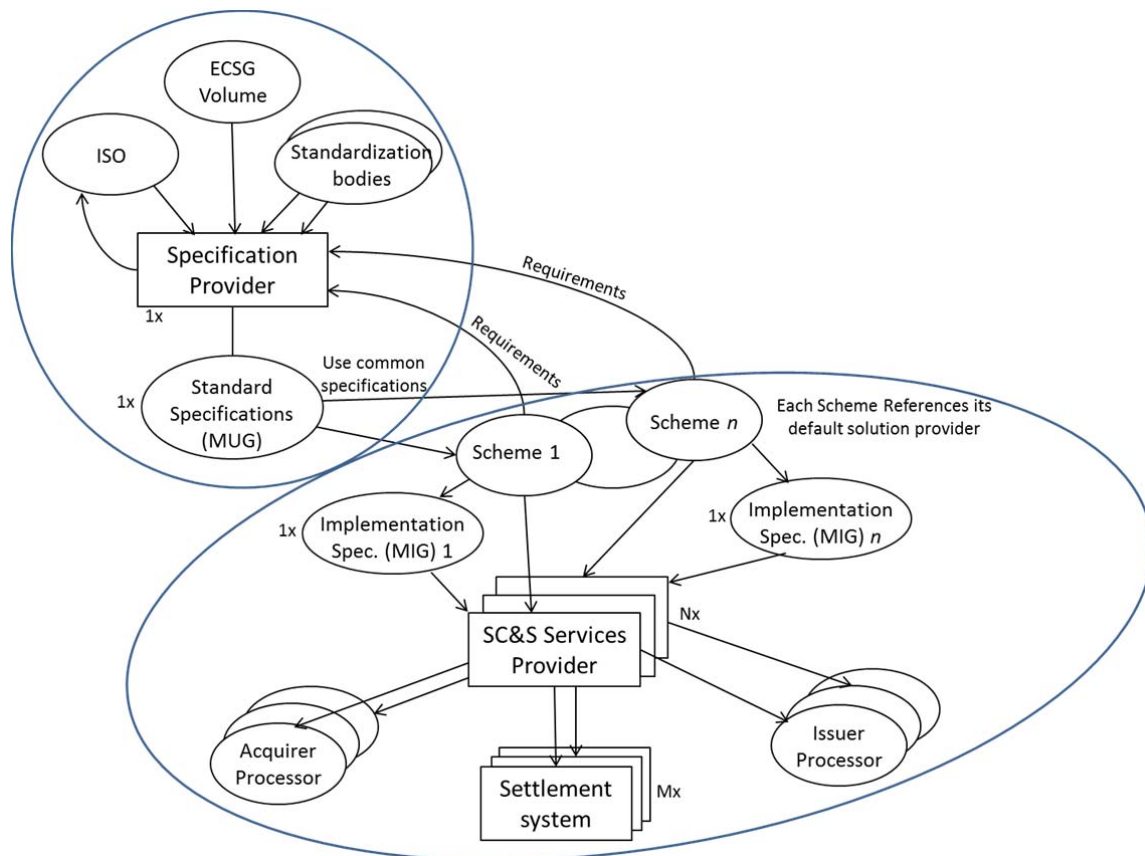 ECSG
Volume
ISO
Standardization
bodies
Specification
Provider
1x
Requirements
Requirements
Use common
specifications
1x
Standard
Specifications
(MUG)
Scheme 1
Scheme n
Each Scheme References its
default solution provider
1x
Implementation
Spec. (MIG) 1
1x
Implementation
Spec. (MIG) n
Nx
SC&S Services
Provider
Acquirer
Processor
Issuer
Processor
Settlement
system
Mx